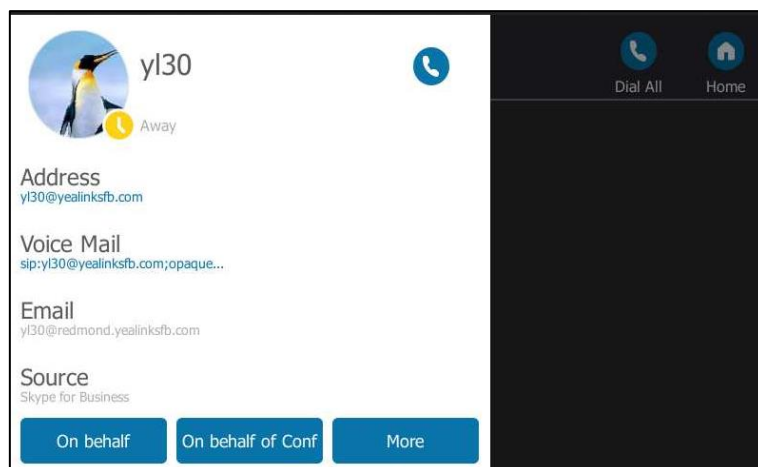 yl30
Away
Address
yl30@yealinksfb.com
Voice Mail
sip:yl30@yealinksfb.com;opaque...
Email
yl30@redmond.yealinksfb.com
Source
Skype for Business
On behalf
On behalf of Conf
More
Dial All
Home